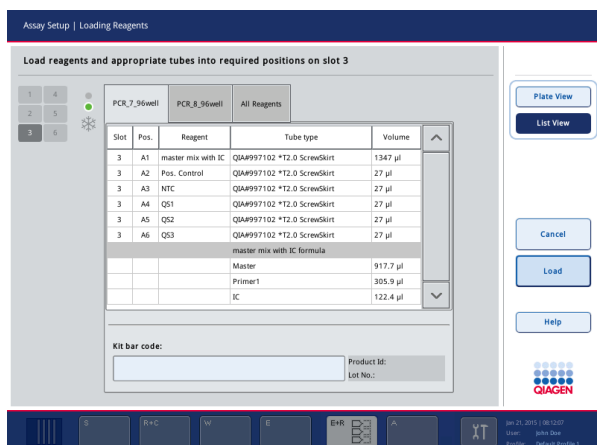 Assay Setup | Loading Reagents
Load reagents and appropriate tubes into required positions on slot 3
1 4
2 5
3 6
PCR_7_96well PCR_8_96well All Reagents
Slot Pos. Reagent Tube type Volume
3 A1 master mix with IC QIA#997102 *T2.0 ScrewSkirt 1347 µl
3 A2 Pos. Control QIA#997102 *T2.0 ScrewSkirt 27 µl
3 A3 NTC QIA#997102 *T2.0 ScrewSkirt 27 µl
3 A4 QS1 QIA#997102 *T2.0 ScrewSkirt 27 µl
3 A5 QS2 QIA#997102 *T2.0 ScrewSkirt 27 µl
3 A6 QS3 QIA#997102 *T2.0 ScrewSkirt 27 µl
master mix with IC formula
Master 917.7 µl
Primer1 305.9 µl
IC 122.4 µl
Kit bar code:
Product Id:
Lot No.:
Plate View
List View
Cancel
Load
Help
QIAGEN
S R+C W E E+R A
Jan 21, 2015 | 08:12:07
User: John Doe
Profile: Default Profile 1